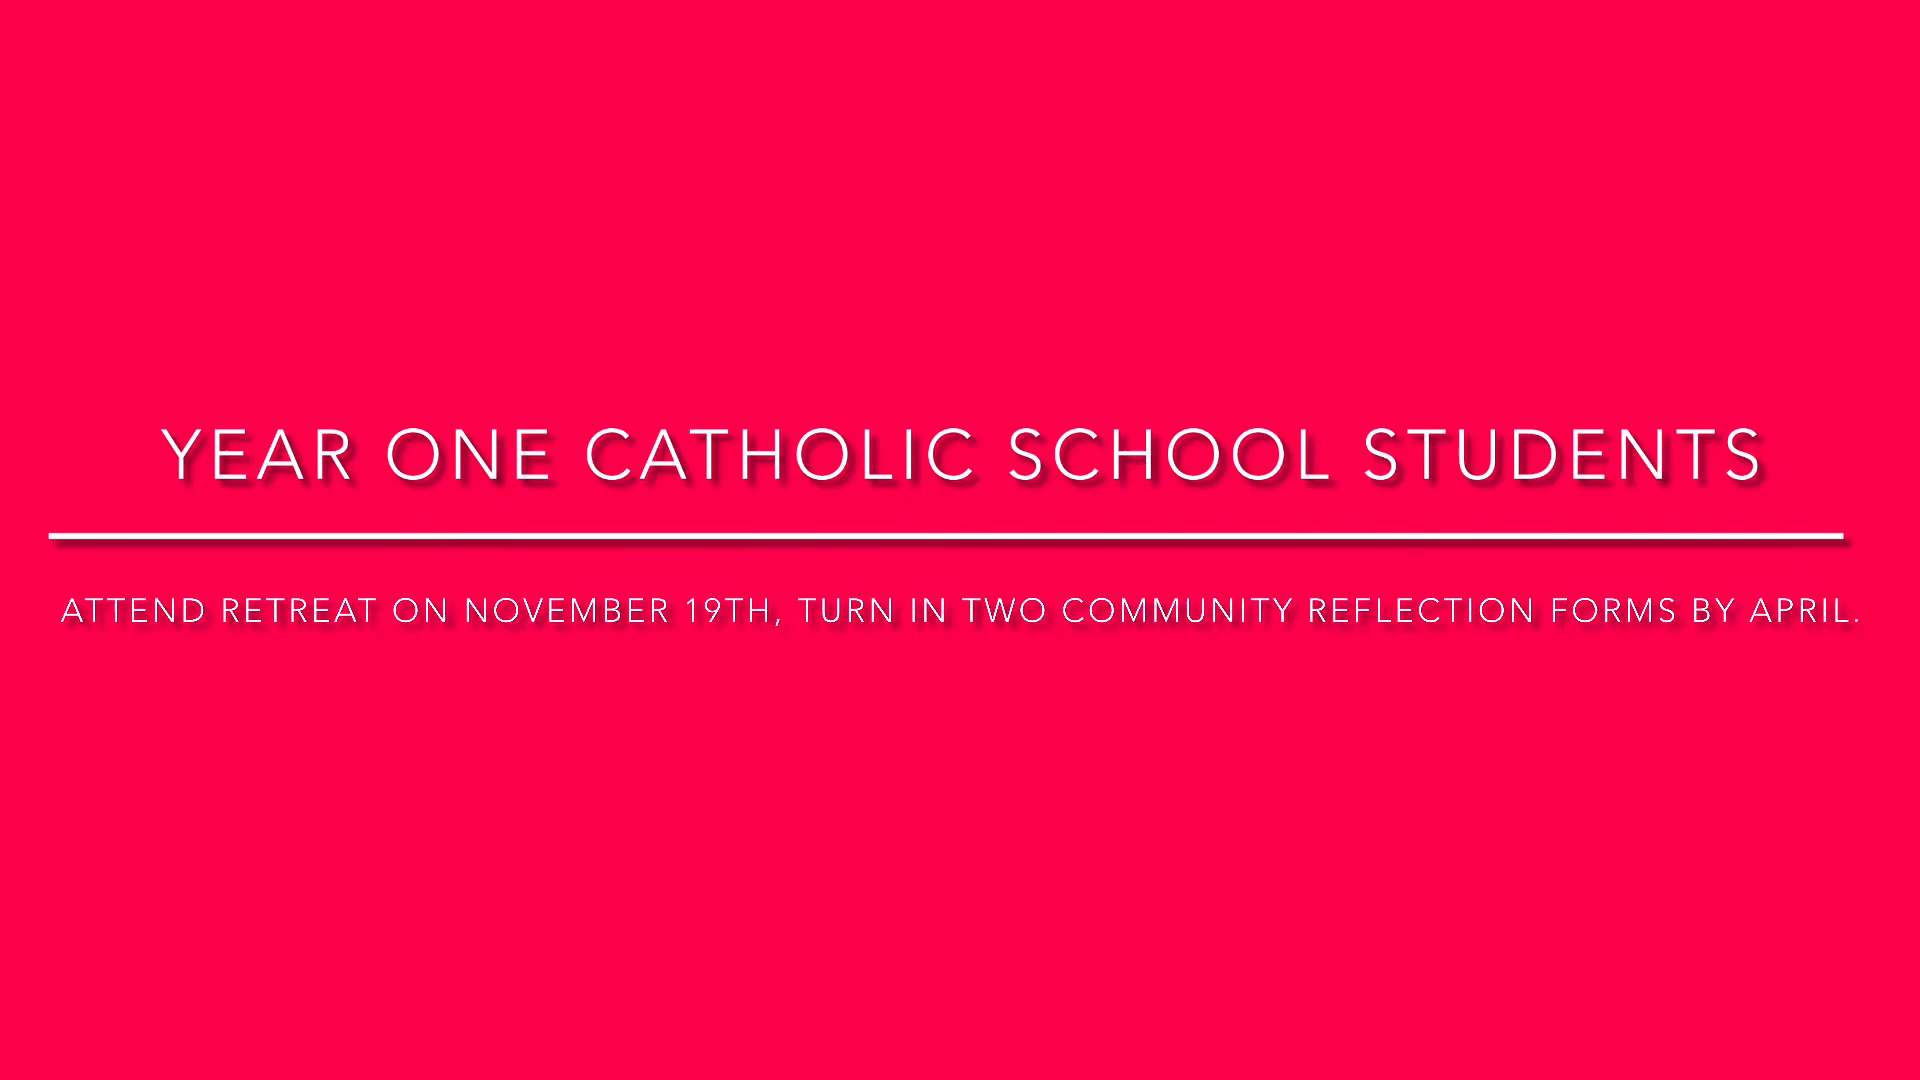 YEAR ONE CATHOLIC SCHOOL STUDENTS
ATTEND RETREAT ON NOVEMBER 19TH, TURN IN TWO COMMUNITY REFLECTION FORMS BY APRIL.